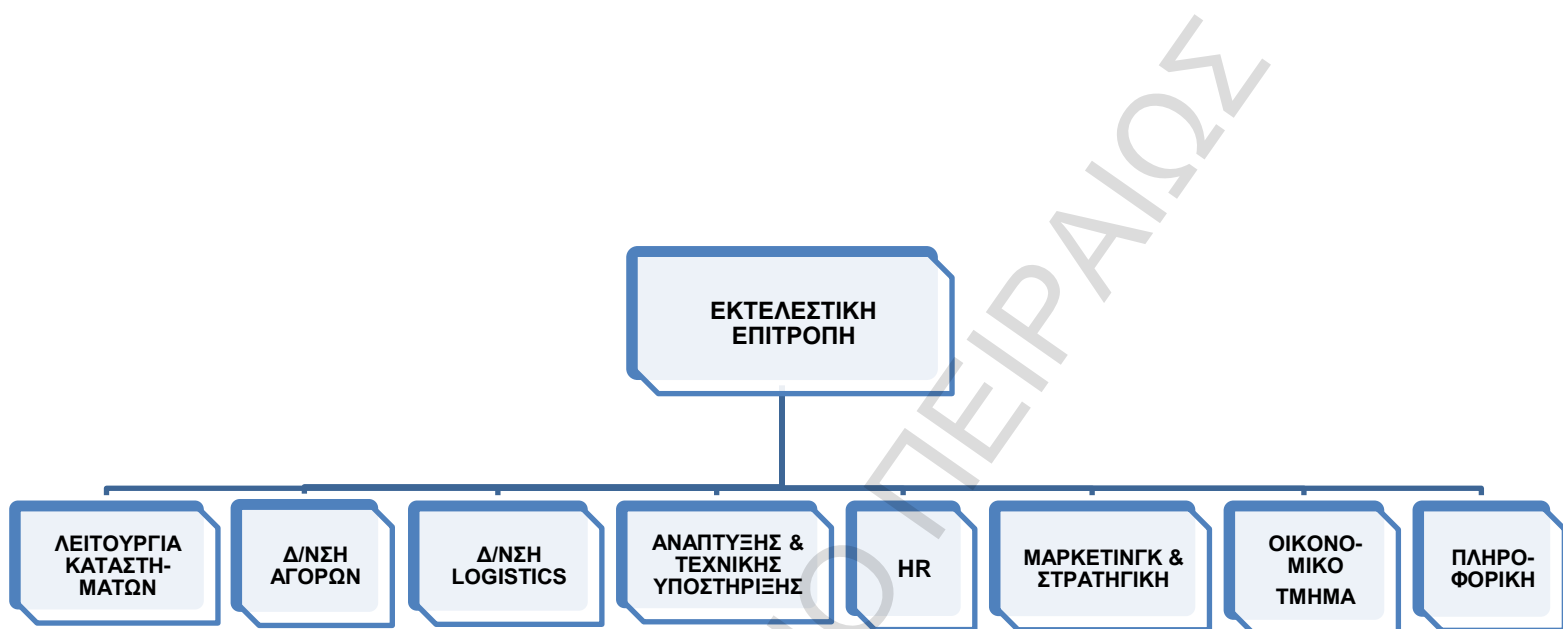 ΕΚΤΕΛΕΣΤΙΚΗ
ΕΠΙΤΡΟΠΗ
ΛΕΙΤΟΥΡΓΙΑ
ΚΑΤΑΣΤΗ-
ΜΑΤΩΝ
Δ/ΝΣΗ
ΑΓΟΡΩΝ
Δ/ΝΣΗ
LOGISTICS
ΑΝΑΠΤΥΞΗΣ &
ΤΕΧΝΙΚΗΣ
ΥΠΟΣΤΗΡΙΞΗΣ
HR
ΜΑΡΚΕΤΙΝΓΚ &
ΣΤΡΑΤΗΓΙΚΗ
ΟΙΚΟΝΟ-
ΜΙΚΟ
ΤΜΗΜΑ
ΠΛΗΡΟ-
ΦΟΡΙΚΗ
ΠΕΙΡΑΙΩΣ